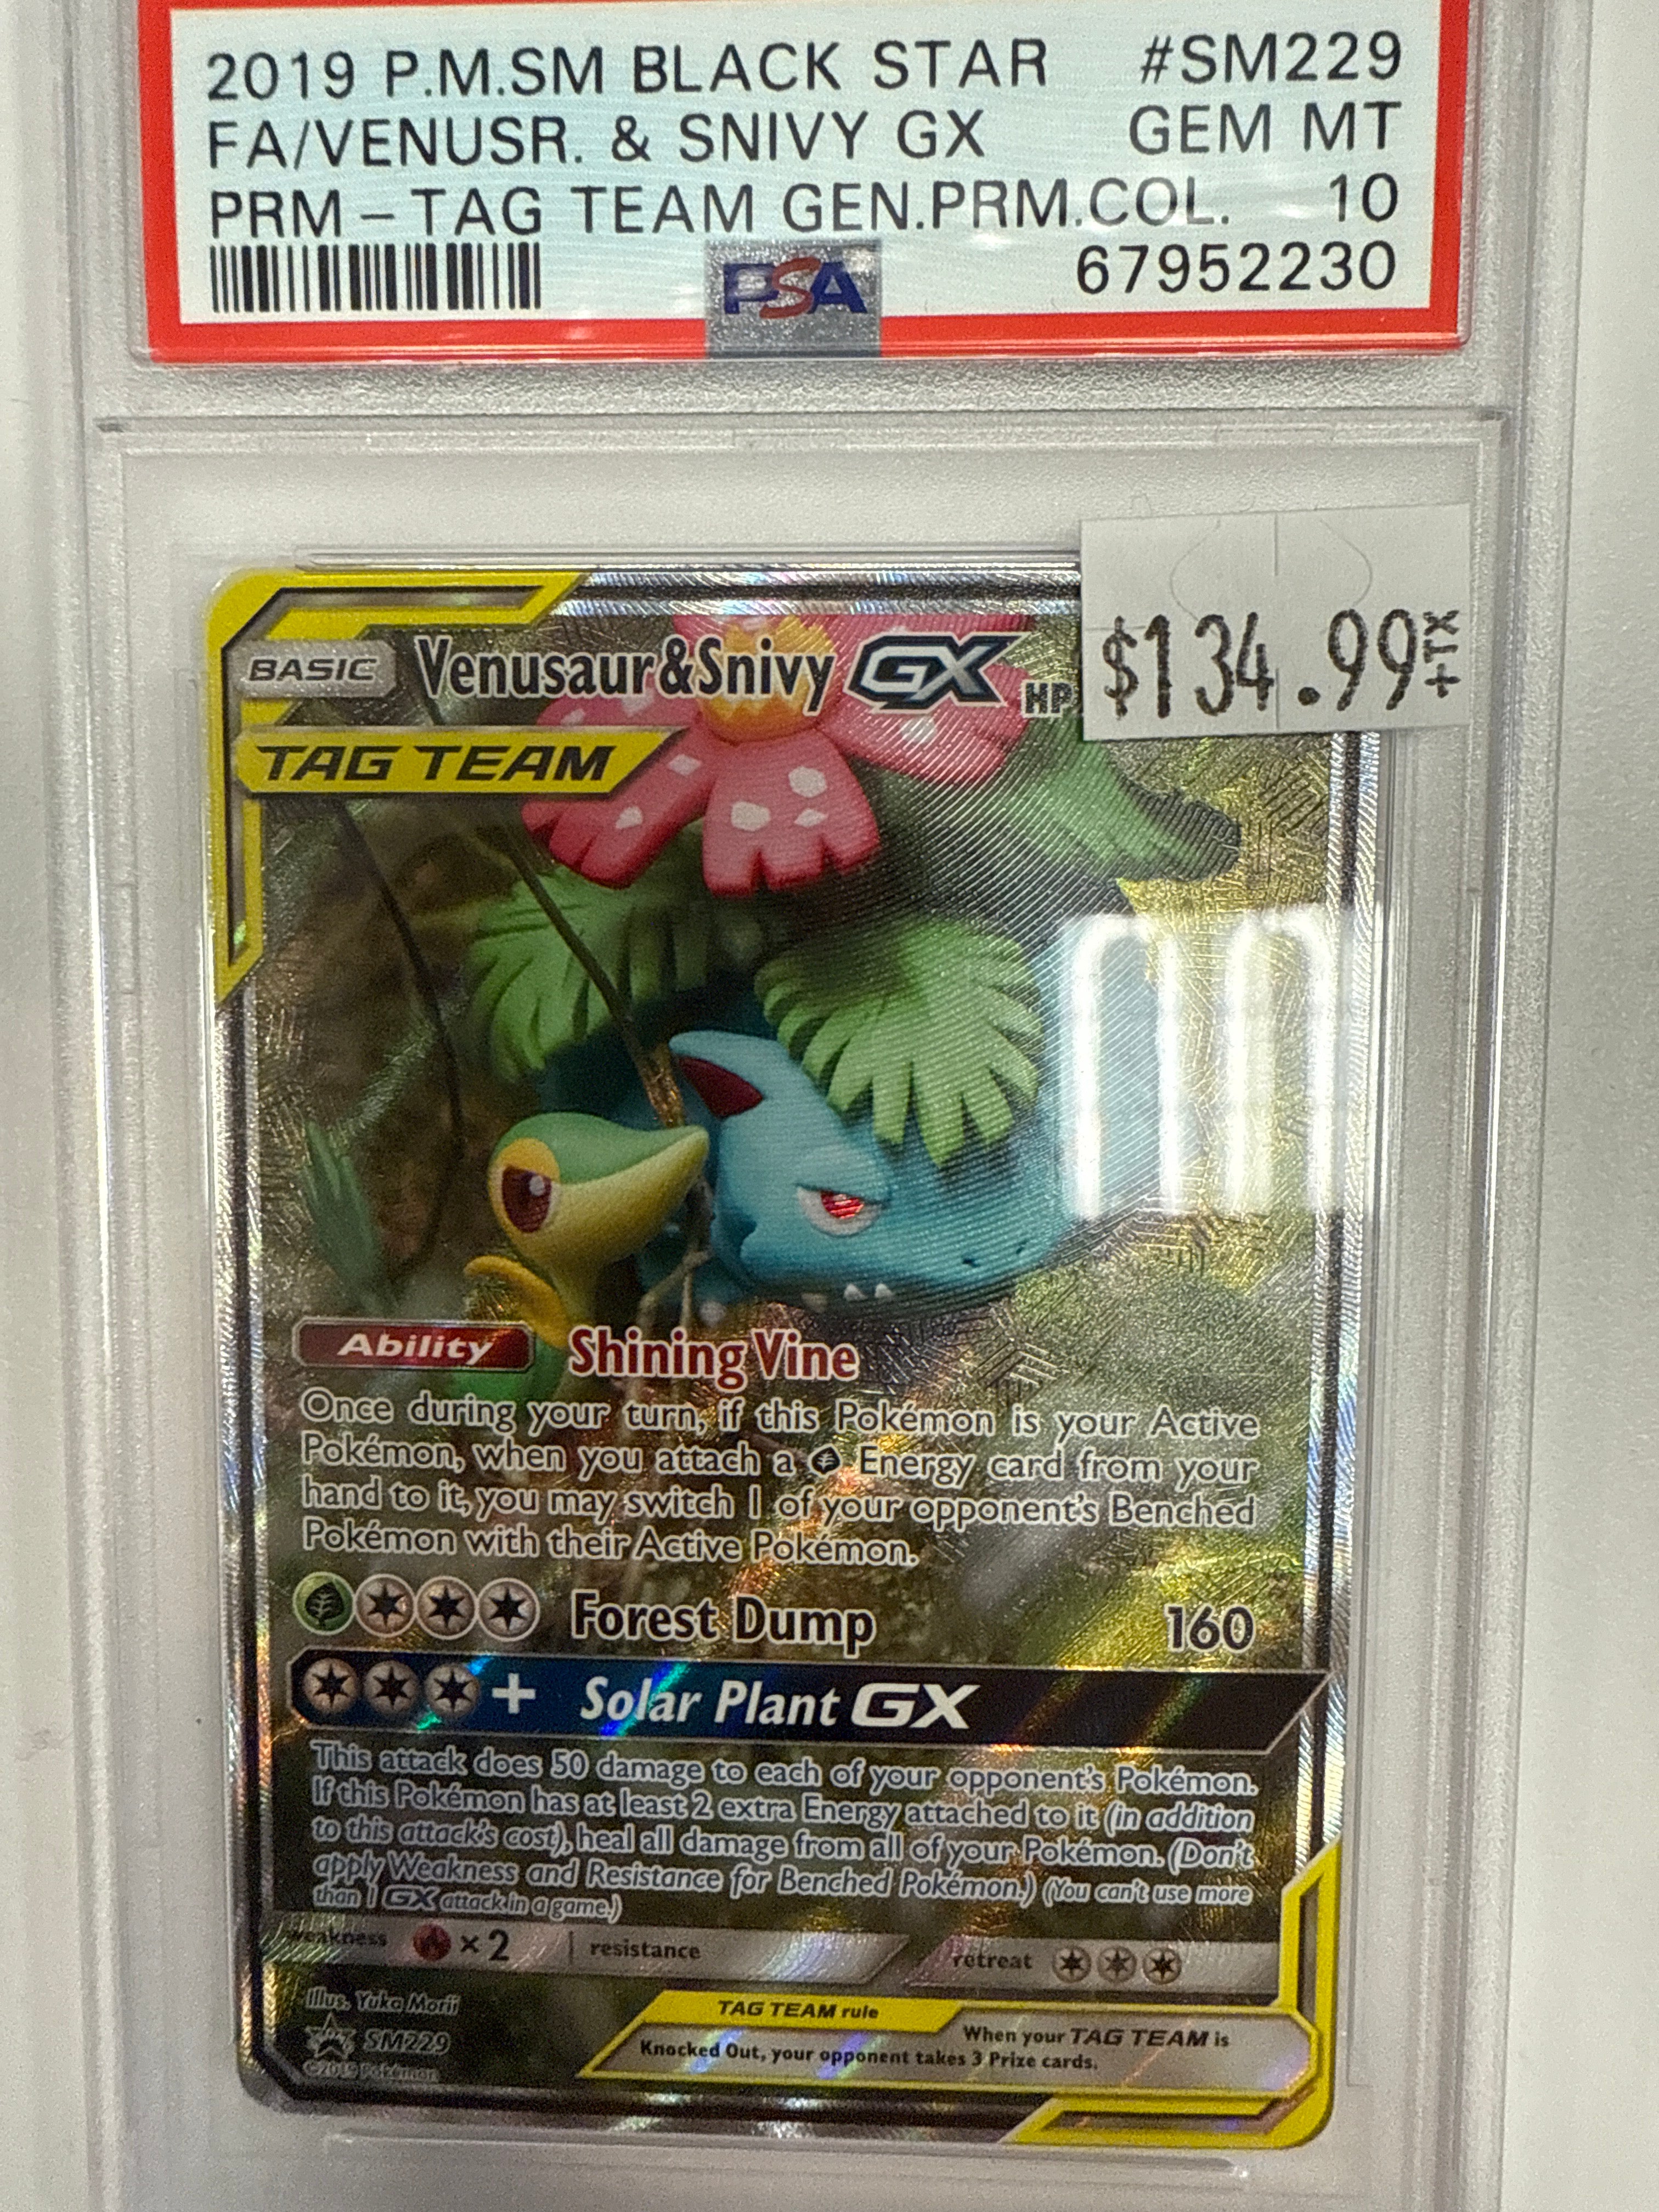 2019 P.M.SM BLACK STAR #SM229
FA/VENUSR. & SNIVY GX GEM MT
PRM – TAG TEAM GEN.PRM.COL. 10
PSA 67952230
$134.99+TX
BASIC Venusaur&Snivy GX HP
TAG TEAM
Ability Shining Vine
Once during your turn, if this Pokémon is your Active
Pokémon, when you attach a Energy card from your
hand to it, you may switch 1 of your opponent's Benched
Pokémon with their Active Pokémon.
Forest Dump 160
+ Solar Plant GX
This attack does 50 damage to each of your opponent's Pokémon.
If this Pokémon has at least 2 extra Energy attached to it (in addition
to this attack's cost), heal all damage from all of your Pokémon. (Don't
apply Weakness and Resistance for Benched Pokémon.) (You can't use more
than 1 GX attack in a game.)
weakness ×2 resistance retreat
Illus. Yuka Morii
SM229
©2019 Pokémon
TAG TEAM rule
When your TAG TEAM is
Knocked Out, your opponent takes 3 Prize cards.